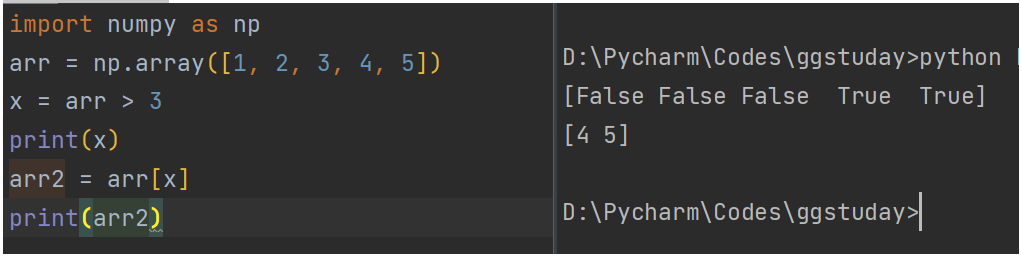 import numpy as np
arr = np.array([1, 2, 3, 4, 5])
x = arr > 3
print(x)
arr2 = arr[x]
print(arr2)
D:\Pycharm\Codes\ggstuday>python
[False False False  True  True]
[4 5]
D:\Pycharm\Codes\ggstuday>